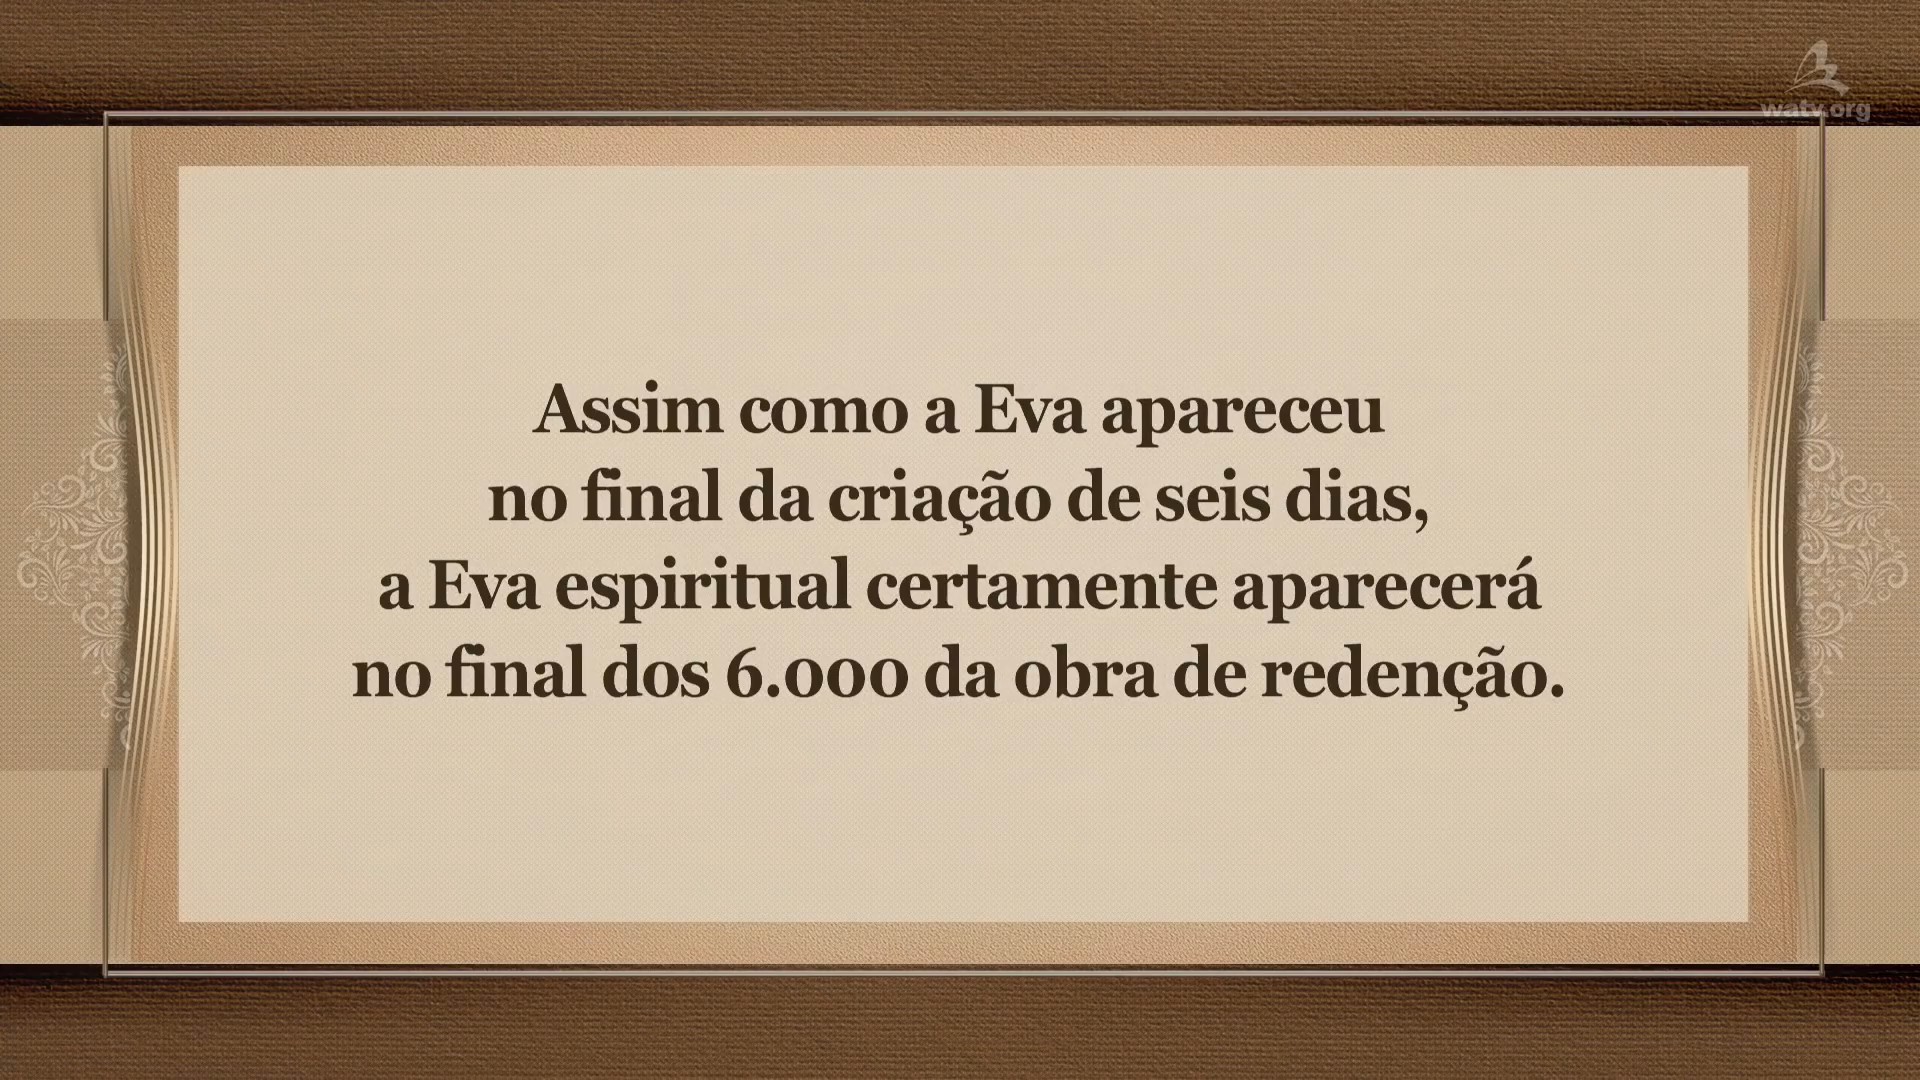 watv.org
Assim como a Eva apareceu
no final da criação de seis dias,
a Eva espiritual certamente aparecerá
no final dos 6.000 da obra de redenção.